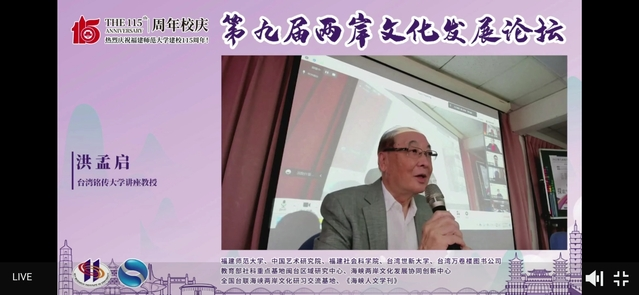 THE 115th
ANNIVERSARY
周年校庆
热烈庆祝福建师范大学建校115周年!
第九届两岸文化发展论坛
洪孟启
台湾铭传大学讲座教授
福建师范大学、中国艺术研究院、福建社会科学院、台湾世新大学、台湾万卷楼图书公司
教育部社科重点基地闽台区域研究中心、海峡两岸文化发展协同创新中心
全国台联海峡两岸文化研习交流基地、《海峡人文学刊》
LIVE